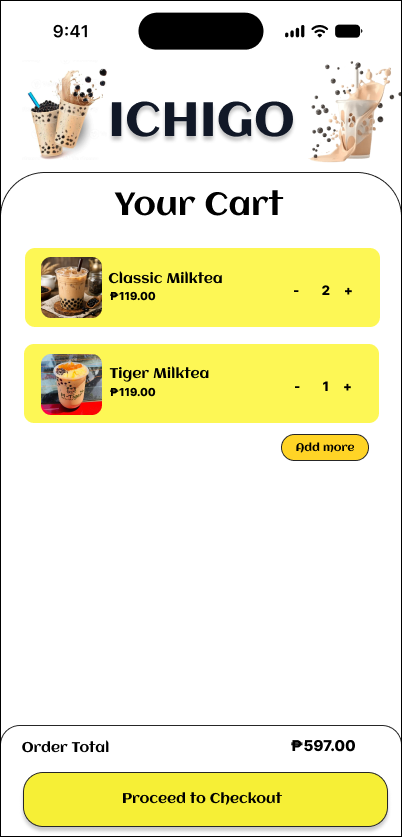 9:41
ICHIGO
Your Cart
Classic Milktea
₱119.00
- 2 +
Tiger Milktea
₱119.00
- 1 +
Add more
Order Total
₱597.00
Proceed to Checkout